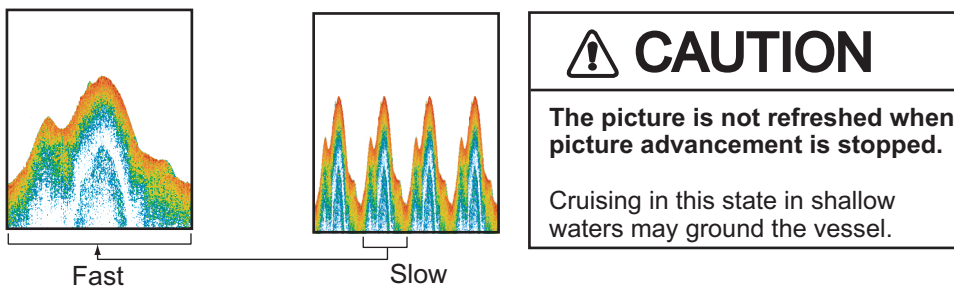 CAUTION
The picture is not refreshed when
picture advancement is stopped.
Cruising in this state in shallow
waters may ground the vessel.
Fast
Slow